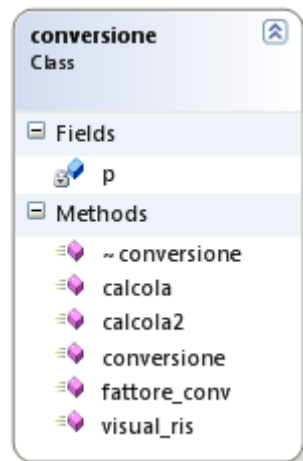 conversione
Class
Fields
p
Methods
~conversione
calcola
calcola2
conversione
fattore_conv
visual_ris